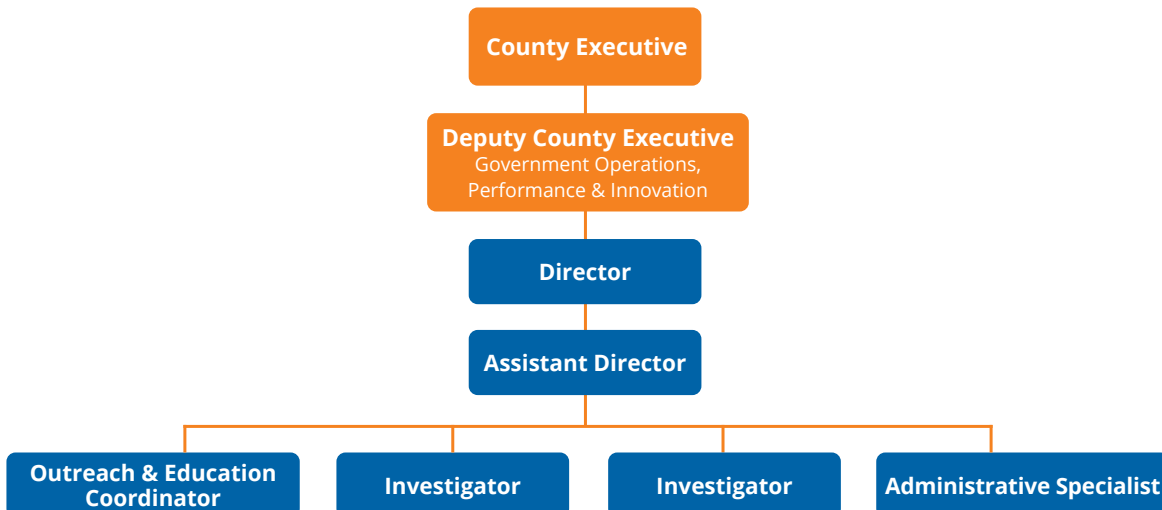 County Executive
Deputy County Executive
Government Operations,
Performance & Innovation
Director
Assistant Director
Outreach & Education
Coordinator
Investigator
Investigator
Administrative Specialist